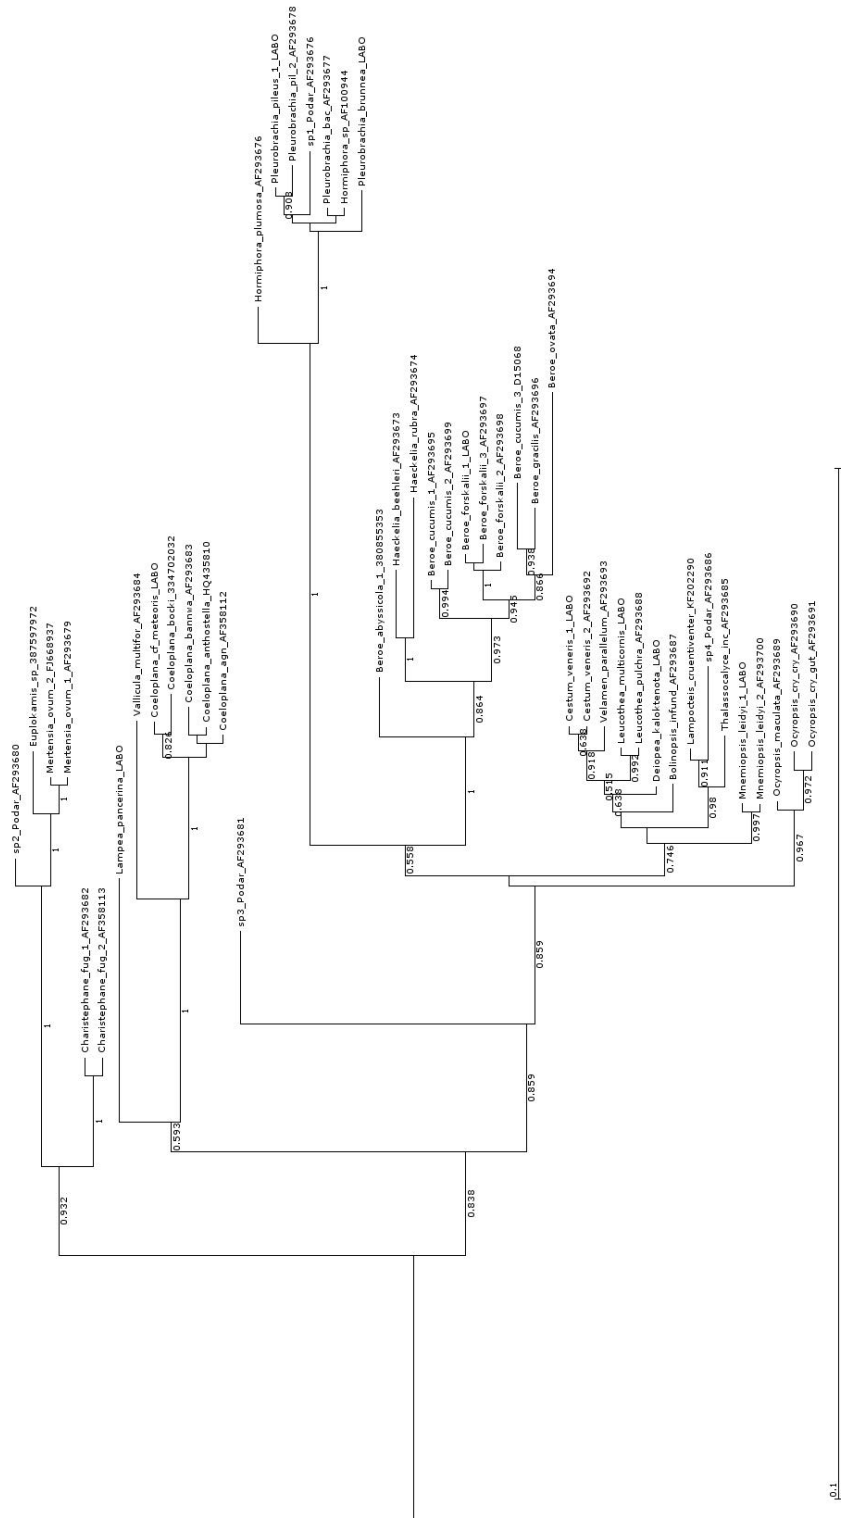 sp2_Podar_AF293680
Euplokamis_sp_387597972
Mertensia_ovum_2_FJ668937
Mertensia_ovum_1_AF293679
1
1
1
Charistephane_fug_1_AF293682
Charistephane_fug_2_AF358113
1
0.932
Lampea_pancerina_LABO
Vallicula_multifor_AF293684
Coeloplana_cf_meteoris_LABO
Coeloplana_bocki_334702032
0.826
Coeloplana_bannwa_AF293683
Coeloplana_anthostella_HQ435810
Coeloplana_agn_AF358112
1
1
0.593
sp3_Podar_AF293681
Hormiphora_plumosa_AF293676
Pleurobrachia_pileus_1_LABO
Pleurobrachia_pil_2_AF293678
sp1_Podar_AF293676
0.908
Pleurobrachia_bac_AF293677
Hormiphora_sp_AF100944
Pleurobrachia_brunnea_LABO
1
1
Beroe_abyssicola_1_380855353
Haeckelia_beehleri_AF293673
Haeckelia_rubra_AF293674
1
Beroe_cucumis_1_AF293695
Beroe_cucumis_2_AF293699
0.994
Beroe_forskalii_1_LABO
Beroe_forskalii_3_AF293697
Beroe_forskalii_2_AF293698
1
Beroe_cucumis_3_D15068
Beroe_gracilis_AF293696
0.938
Beroe_ovata_AF293694
0.866
0.945
0.973
0.864
1
0.558
Cestum_veneris_1_LABO
Cestum_veneris_2_AF293692
0.638
Velamen_parallelum_AF293693
0.918
Leucothea_multicornis_LABO
Leucothea_pulchra_AF293688
0.992
0.515
Deiopea_kaloktenota_LABO
0.638
Bolinopsis_infund_AF293687
Lampocteis_cruentiventer_KF202290
sp4_Podar_AF293686
0.911
Thalassocalyce_inc_AF293685
0.98
Mnemiopsis_leidyi_1_LABO
Mnemiopsis_leidyi_2_AF293700
0.997
0.746
Ocyropsis_maculata_AF293689
Ocyropsis_cry_cry_AF293690
Ocyropsis_cry_gut_AF293691
0.972
0.967
0.859
0.859
0.838
0.1